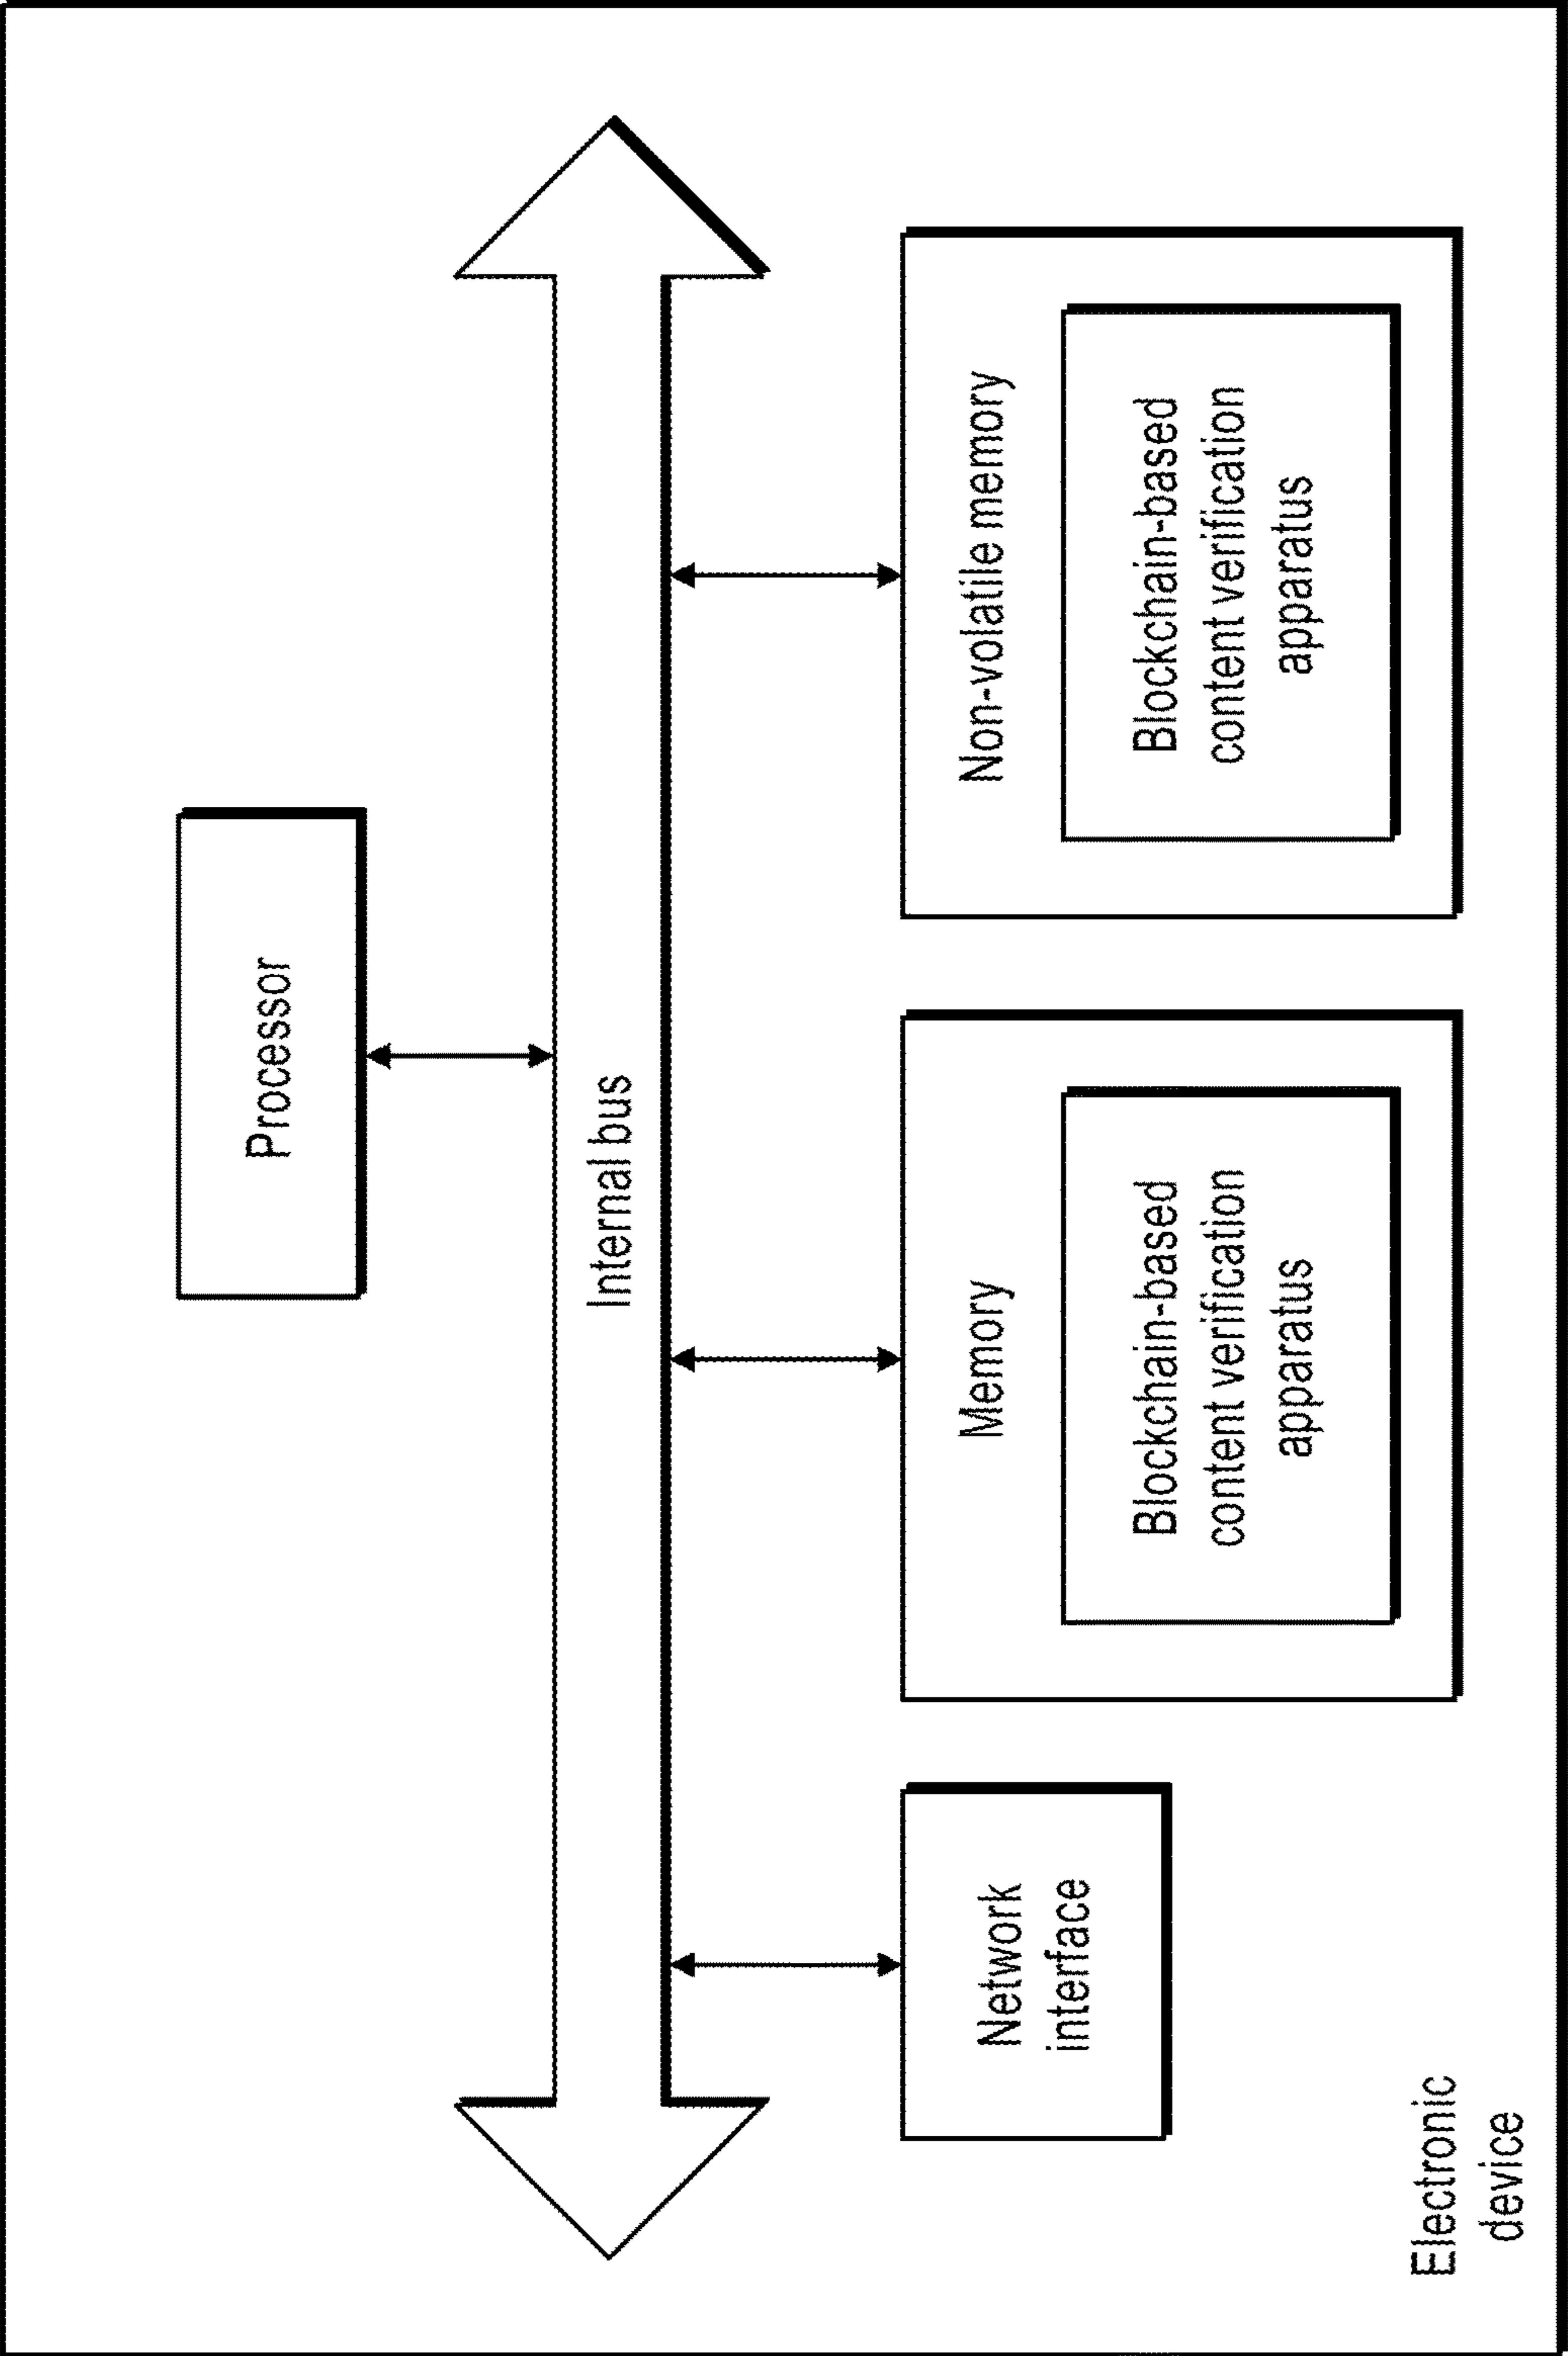 Processor
Internal bus
Network
interface
Memory
Blockchain-based
content verification
apparatus
Non-volatile memory
Blockchain-based
content verification
apparatus
Electronic
device